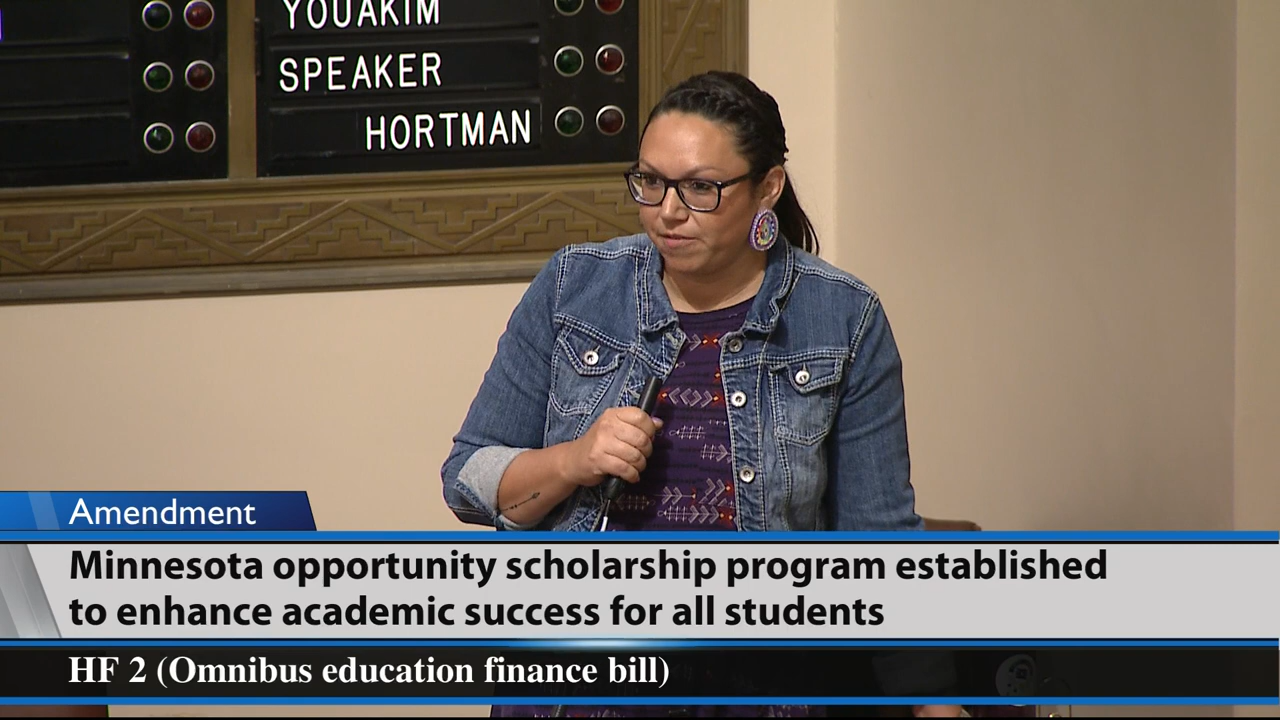 YOUAKIM
SPEAKER
HORTMAN
Amendment
Minnesota opportunity scholarship program established
to enhance academic success for all students
HF 2 (Omnibus education finance bill)